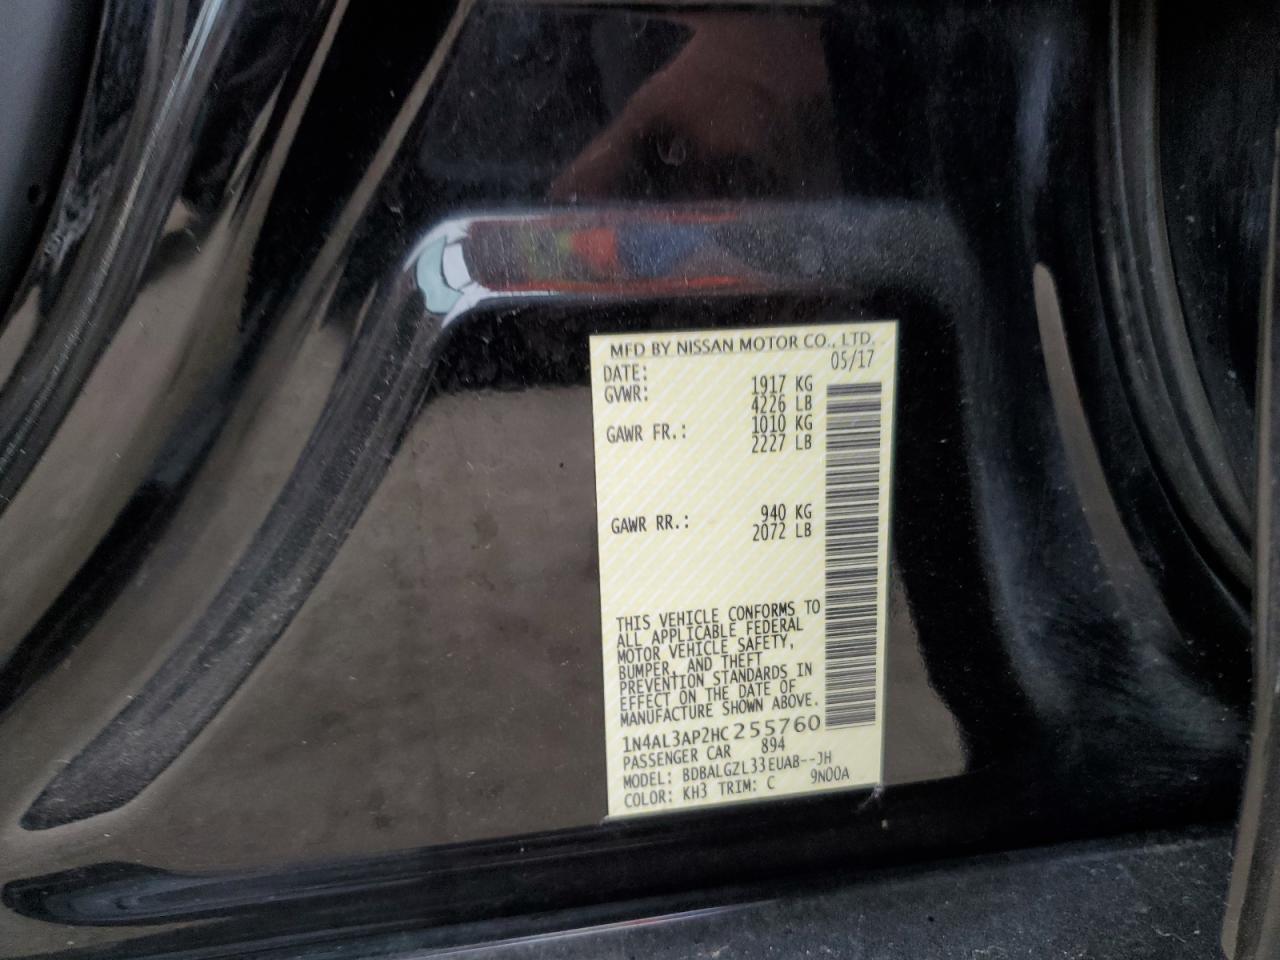 MFD BY NISSAN MOTOR CO., LTD.
DATE: 05/17
GVWR: 1917 KG
4226 LB
GAWR FR.: 1010 KG
2227 LB
GAWR RR.: 940 KG
2072 LB
THIS VEHICLE CONFORMS TO
ALL APPLICABLE FEDERAL
MOTOR VEHICLE SAFETY,
BUMPER, AND THEFT
PREVENTION STANDARDS IN
EFFECT ON THE DATE OF
MANUFACTURE SHOWN ABOVE.
1N4AL3AP2HC255760
PASSENGER CAR 894
MODEL: BDBALGZL33EUAB--JH
COLOR: KH3 TRIM: C 9N00A